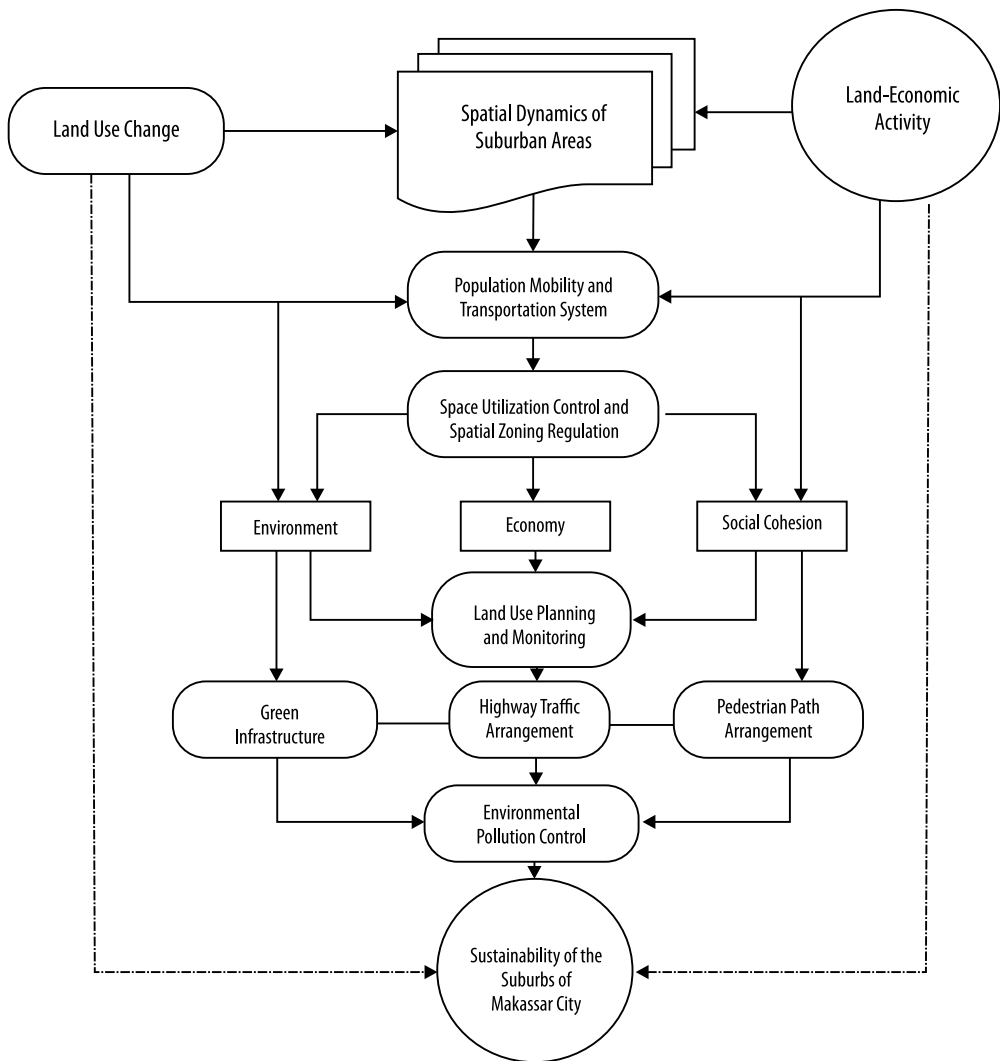 Land Use Change
Spatial Dynamics of
Suburban Areas
Land-Economic
Activity
Population Mobility and
Transportation System
Space Utilization Control and
Spatial Zoning Regulation
Environment
Economy
Social Cohesion
Land Use Planning
and Monitoring
Green
Infrastructure
Highway Traffic
Arrangement
Pedestrian Path
Arrangement
Environmental
Pollution Control
Sustainability of the
Suburbs of
Makassar City